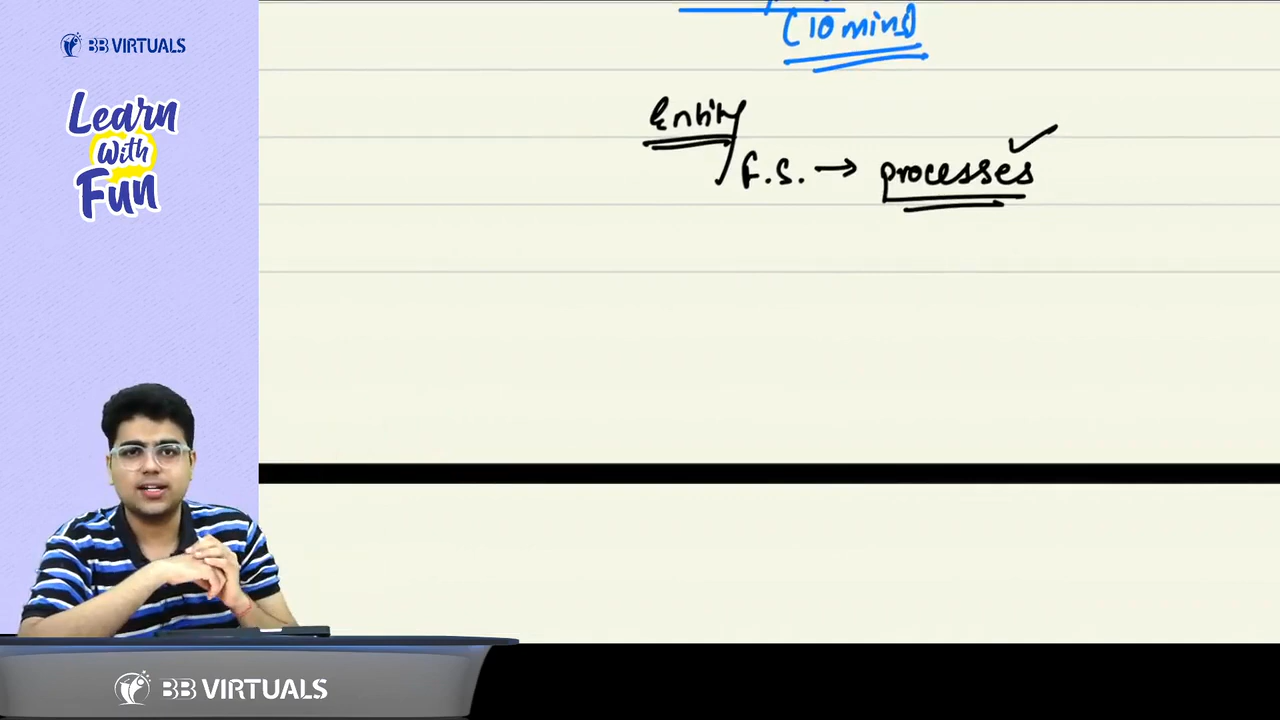 BB VIRTUALS
Learn
With
Fun
(10 mins)
Entity
F.S. → processes
BB VIRTUALS